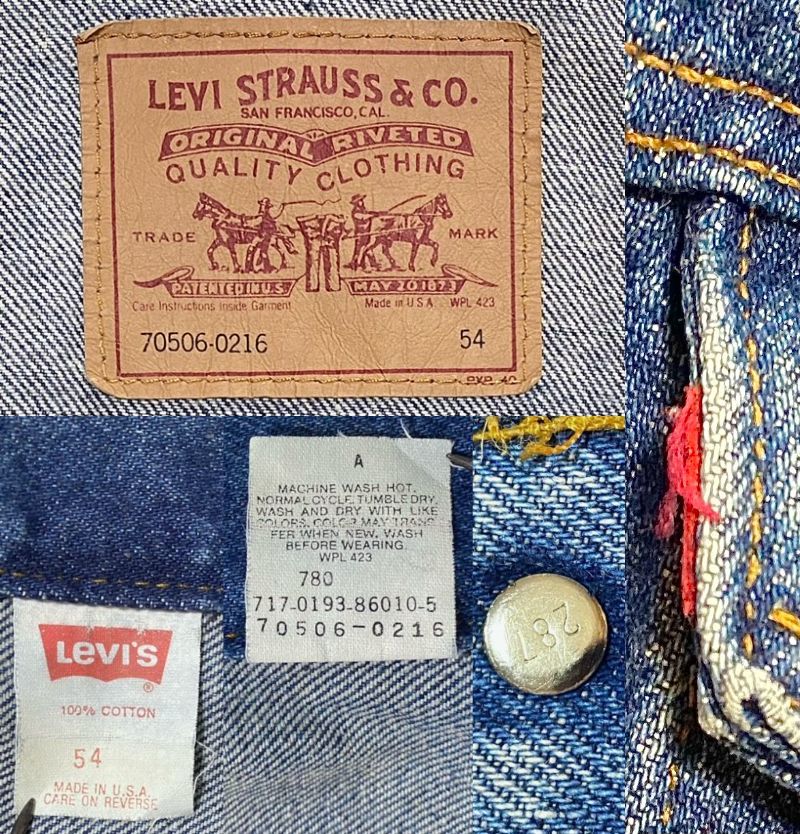 LEVI STRAUSS & CO.
SAN FRANCISCO, CAL.
ORIGINAL RIVETED
QUALITY CLOTHING
TRADE MARK
PATENTED IN U.S. MAY 20 1873
Care Instructions Inside Garment Made in U S A WPL 423
70506-0216 54
A
MACHINE WASH HOT,
NORMAL CYCLE, TUMBLE DRY,
WASH AND DRY WITH LIKE
COLORS, COLOR MAY TRANS
FER WHEN NEW, WASH
BEFORE WEARING.
WPL 423
780
717-0193-86010-5
70506-0216
LEVI'S
®
100% COTTON
54
MADE IN U.S.A.
CARE ON REVERSE
287